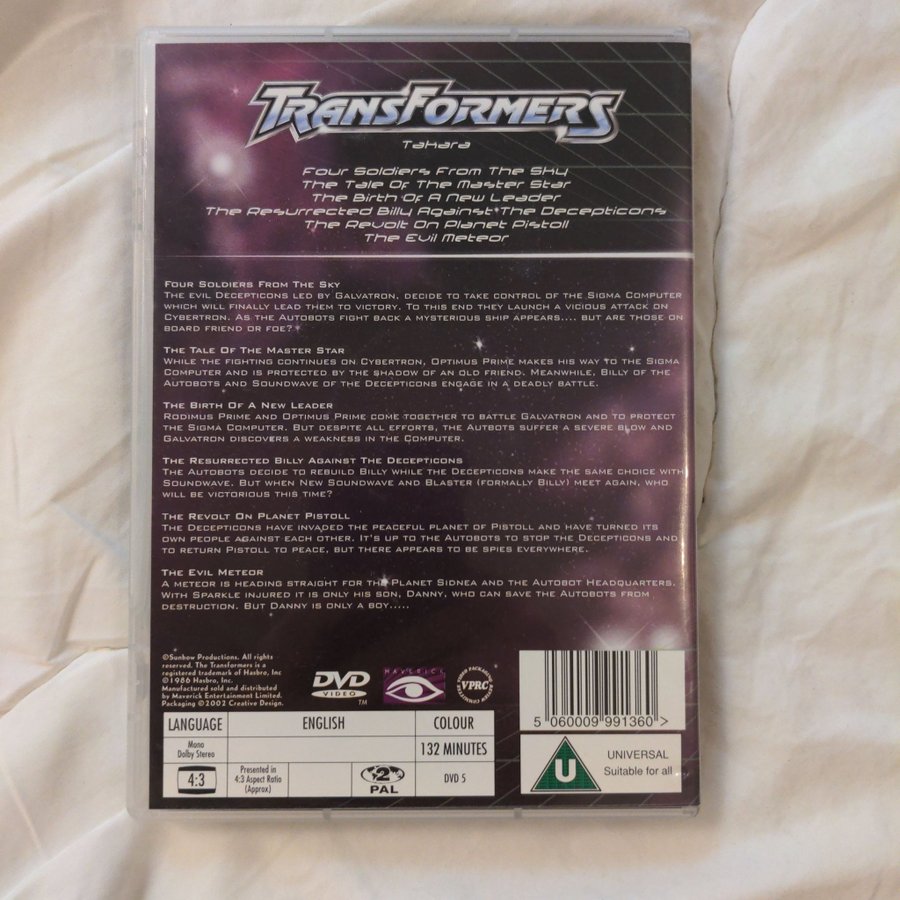 TRANSFORMERS
Takara
Four Soldiers From The Sky
The Tale Of The Master Star
The Birth Of A New Leader
The Resurrected Billy Against The Decepticons
The Revolt On Planet Pistoll
The Evil Meteor
Four Soldiers From The Sky
The evil Decepticons led by Galvatron, decide to take control of the Sigma Computer
which will finally lead them to victory. To this end they launch a vicious attack on
Cybertron. As the Autobots fight back a mysterious ship appears.... but are those on
board friend or foe?
The Tale Of The Master Star
While the fighting continues on Cybertron, Optimus Prime makes his way to the Sigma
Computer and is protected by the shadow of an old friend. Meanwhile, Billy of the
Autobots and Soundwave of the Decepticons engage in a deadly battle.
The Birth Of A New Leader
Rodimus Prime and Optimus Prime come together to battle Galvatron and to protect
the Sigma Computer. But despite all efforts, the Autbots suffer a severe blow and
Galvatron discovers a weakness in the Computer.
The Resurrected Billy Against The Decepticons
The Autobots decide to rebuild Billy while the Decepticons make the same choice with
Soundwave. But when New Soundwave and Blaster (formally Billy) meet again, who
will be victorious this time?
The Revolt On Planet Pistoll
The Decepticons have invaded the peaceful planet of Pistoll and have turned its
own people against each other. It's up to the Autobots to stop the Decepticons and
to return Pistoll to peace, but there appears to be spies everywhere.
The Evil Meteor
A meteor is heading straight for the Planet Sidnea and the Autobot Headquarters.
With Sparkle injured it is only his son, Danny, who can save the Autobots from
destruction. But Danny is only a boy.....
©Sunbow Productions. All rights
reserved. The Transformers is a
registered trademark of Hasbro, Inc
©1986 Hasbro, Inc.
Manufactured sold and distributed
by Maverick Entertainment Limited.
Packaging ©2002 Creative Design.
DVD
VIDEO
TM
MAVERICK
VIDEO PACKAGING REVIEW COMMITTEE
VPRC
5 060009 991360 >
LANGUAGE
ENGLISH
COLOUR
Mono
Dolby Stereo
132 MINUTES
4:3
Presented in
4:3 Aspect Ratio
(Approx)
2
PAL
DVD 5
U
UNIVERSAL
Suitable for all